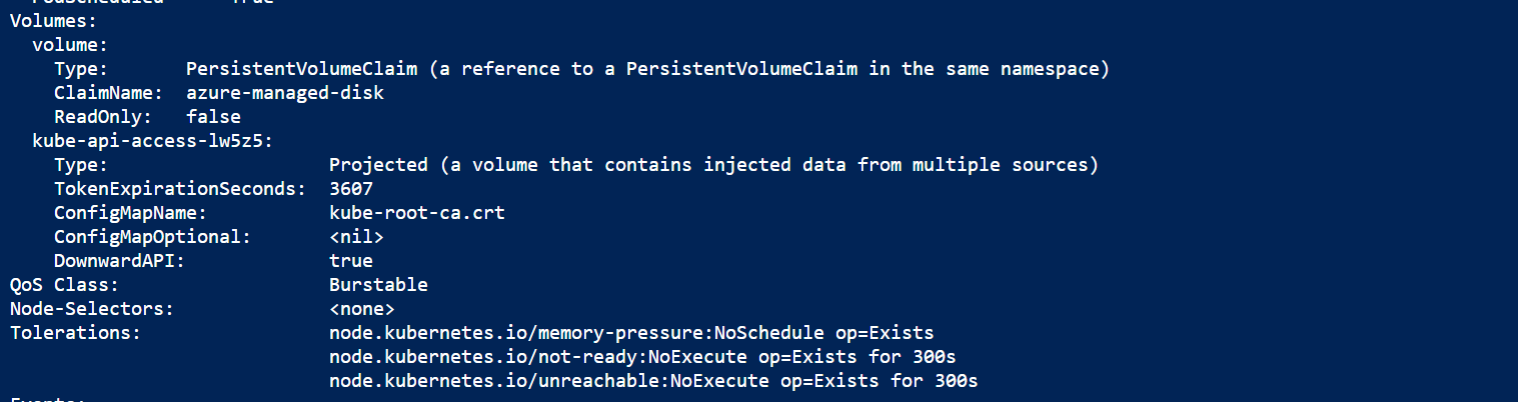 PodScheduled      True
Volumes:
  volume:
    Type:       PersistentVolumeClaim (a reference to a PersistentVolumeClaim in the same namespace)
    ClaimName:  azure-managed-disk
    ReadOnly:   false
  kube-api-access-lw5z5:
    Type:                    Projected (a volume that contains injected data from multiple sources)
    TokenExpirationSeconds:  3607
    ConfigMapName:           kube-root-ca.crt
    ConfigMapOptional:       <nil>
    DownwardAPI:             true
QoS Class:                   Burstable
Node-Selectors:              <none>
Tolerations:                 node.kubernetes.io/memory-pressure:NoSchedule op=Exists
                             node.kubernetes.io/not-ready:NoExecute op=Exists for 300s
                             node.kubernetes.io/unreachable:NoExecute op=Exists for 300s
Events: